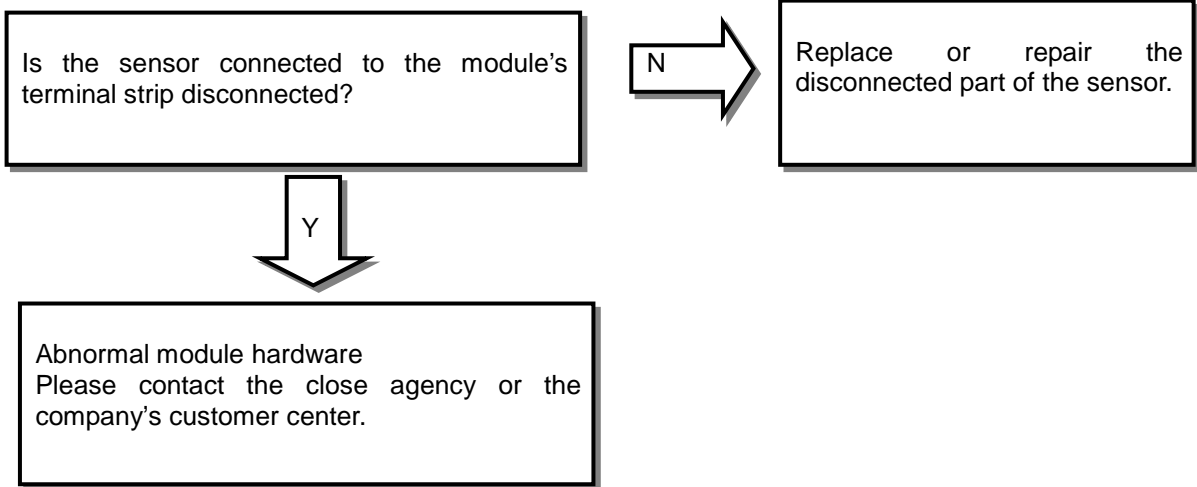 Is the sensor connected to the module’s
terminal strip disconnected?
N
Replace or repair the
disconnected part of the sensor.
Y
Abnormal module hardware
Please contact the close agency or the
company’s customer center.